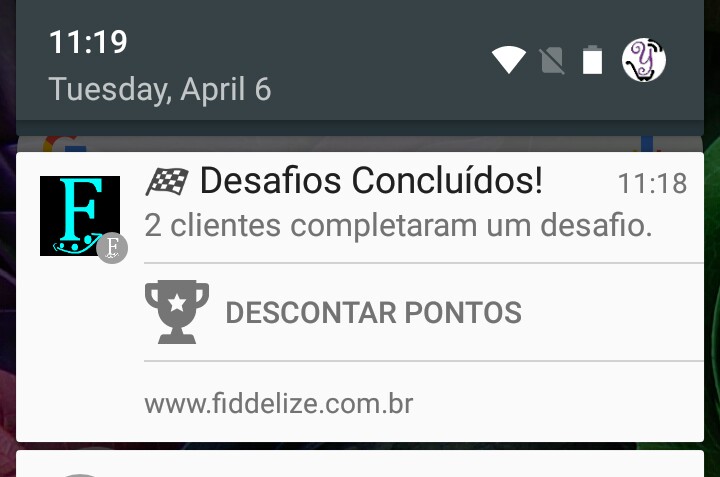 11:19
Tuesday, April 6
Desafios Concluídos! 11:18
2 clientes completaram um desafio.
DESCONTAR PONTOS
www.fiddelize.com.br
F
F
Y